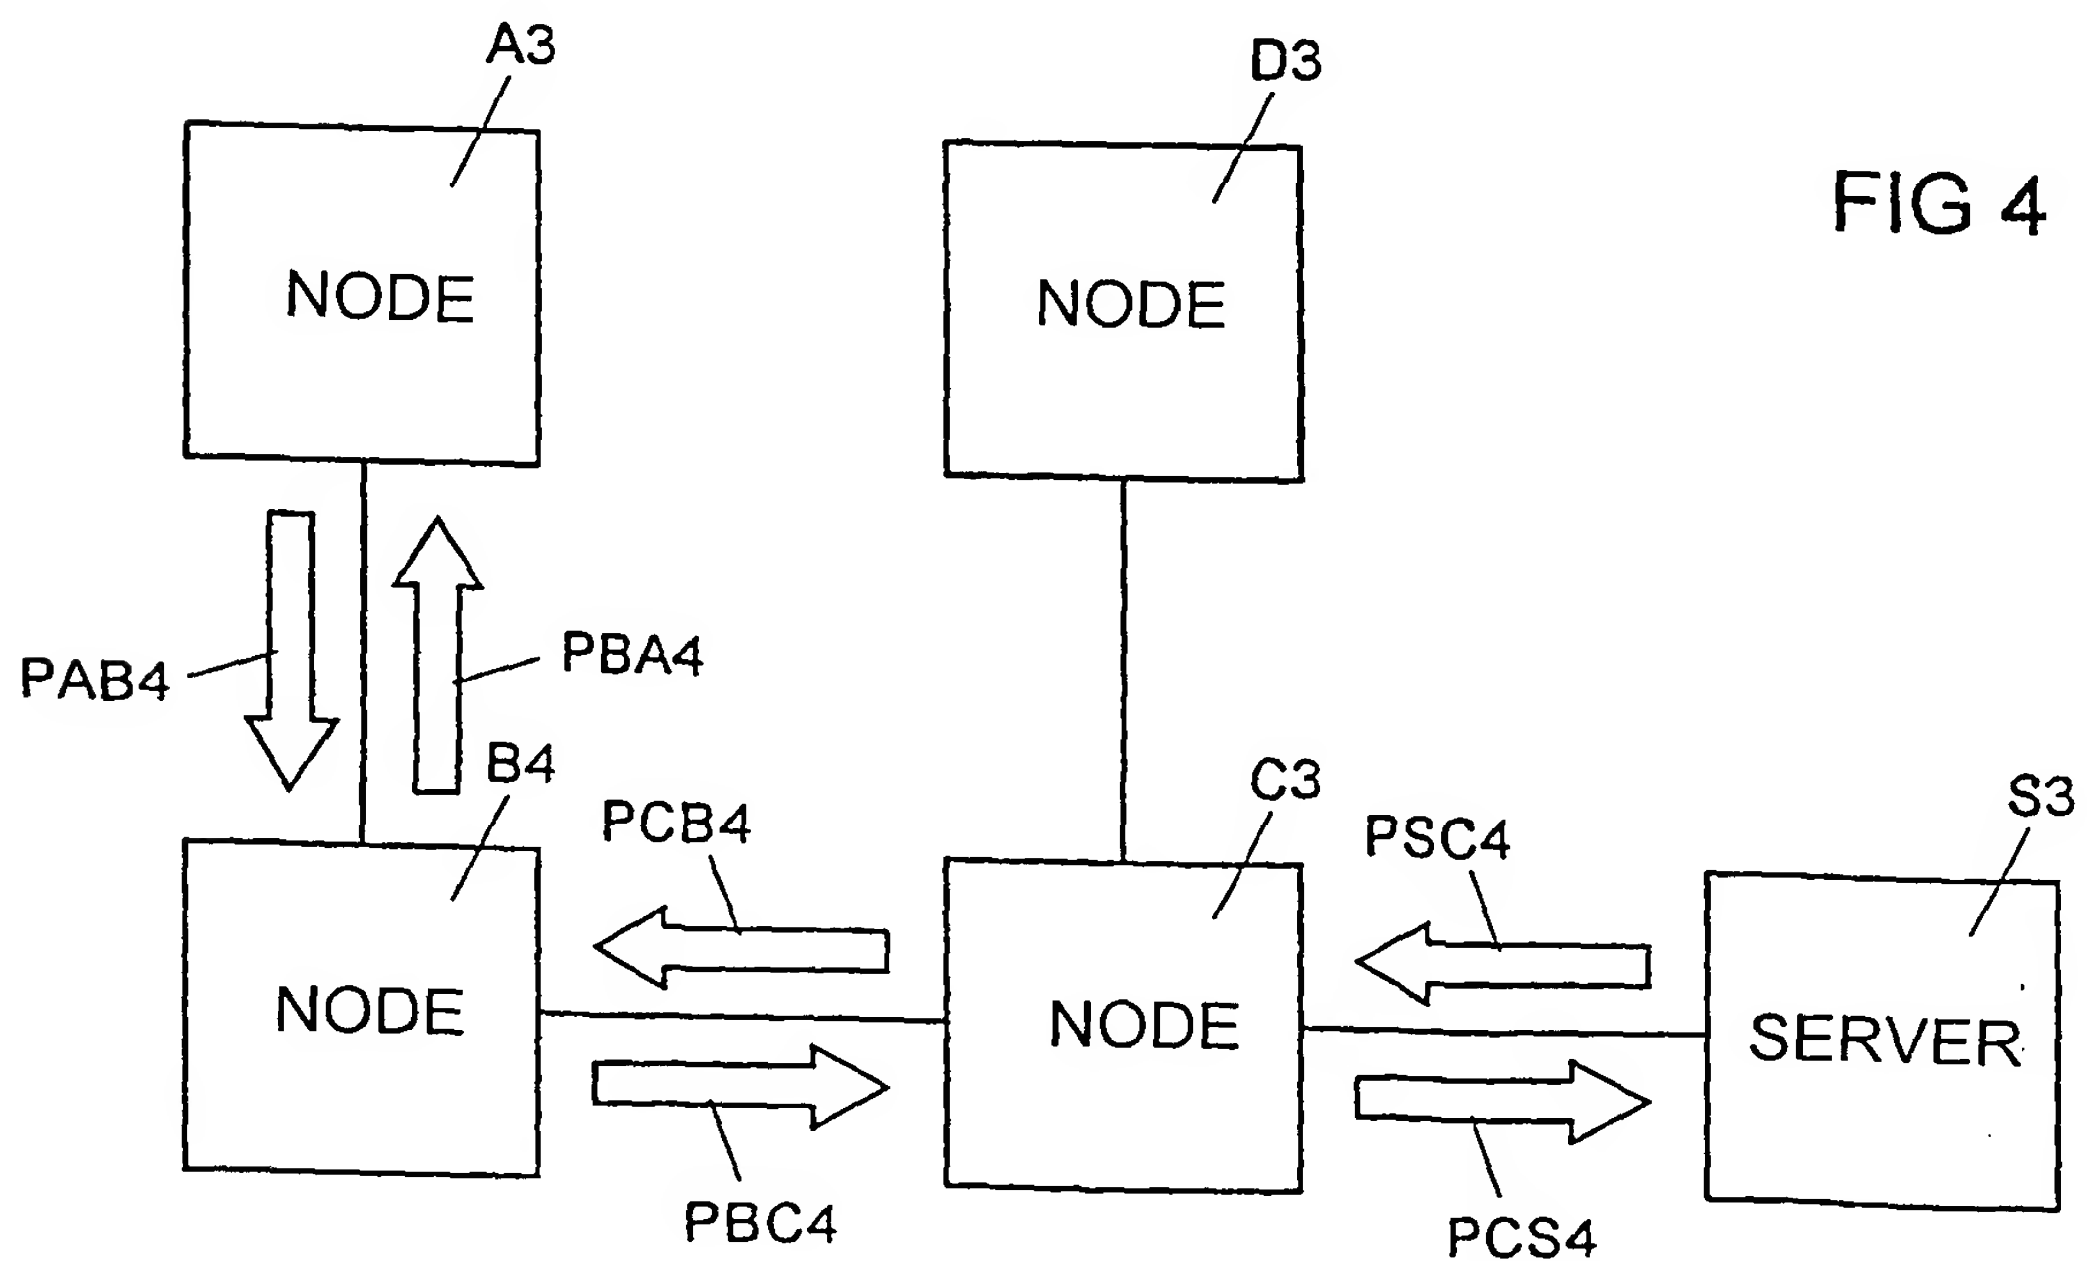 A3
D3
FIG 4
NODE
NODE
PAB4
PBA4
B4
PCB4
C3
PSC4
S3
NODE
NODE
SERVER
PBC4
PCS4